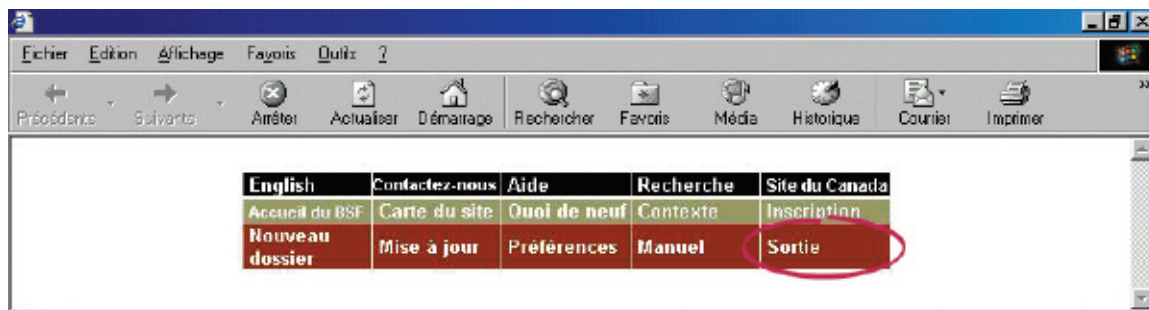 Fichier Edition Affichage Favoris Outils ?
Précédente Suivante Arrêter Actualiser Démarrage Rechercher Favoris Média Historique Courrier Imprimer »
English Contactez-nous Aide Recherche Site du Canada
Accueil du BSF Carte du site Quoi de neuf Contexte Inscription
Nouveau dossier Mise à jour Préférences Manuel Sortie